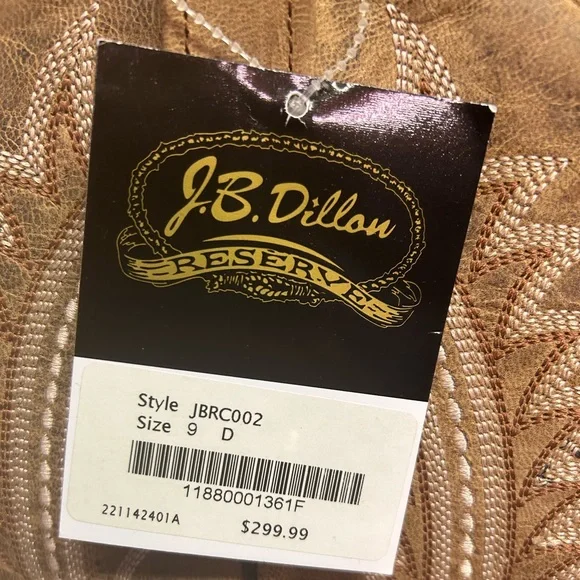 J.B. Dillon
RESERVE
Style JBRC002
Size 9 D
11880001361F
221142401A
$299.99